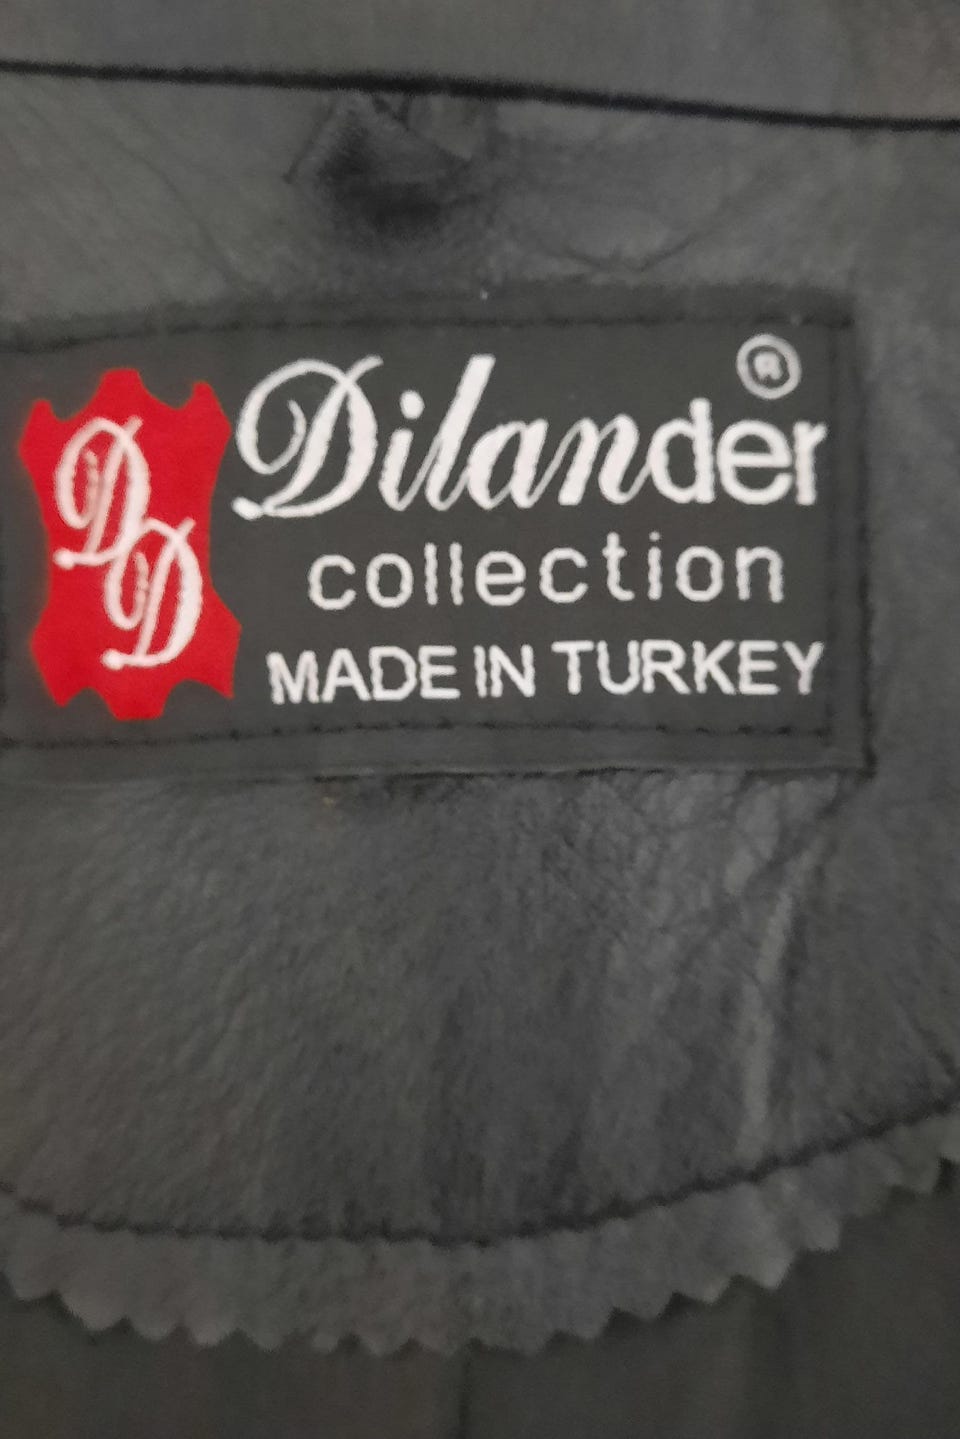 DD
Dilander ®
collection
MADE IN TURKEY